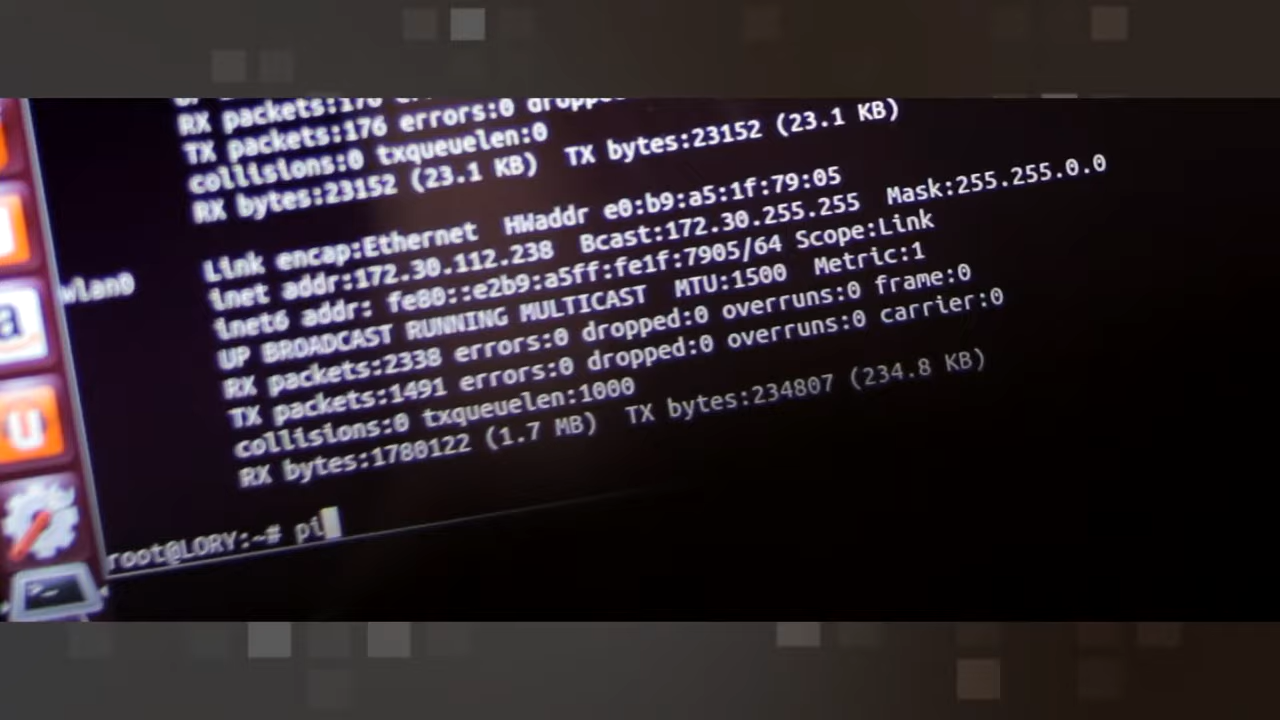 RX packets:176
TX packets:176 errors:0 dropped
collisions:0 txqueuelen:0
RX bytes:23152 (23.1 KB) TX bytes:23152 (23.1 KB)
wlan0 Link encap:Ethernet HWaddr e0:b9:a5:1f:79:05
inet addr:172.30.112.238 Bcast:172.30.255.255 Mask:255.255.0.0
inet6 addr: fe80::e2b9:a5ff:fe1f:7905/64 Scope:Link
UP BROADCAST RUNNING MULTICAST MTU:1500 Metric:1
RX packets:2338 errors:0 dropped:0 overruns:0 frame:0
TX packets:1491 errors:0 dropped:0 overruns:0 carrier:0
collisions:0 txqueuelen:1000
RX bytes:1780122 (1.7 MB) TX bytes:234807 (234.8 KB)
root@LORY:~# pi
a
u